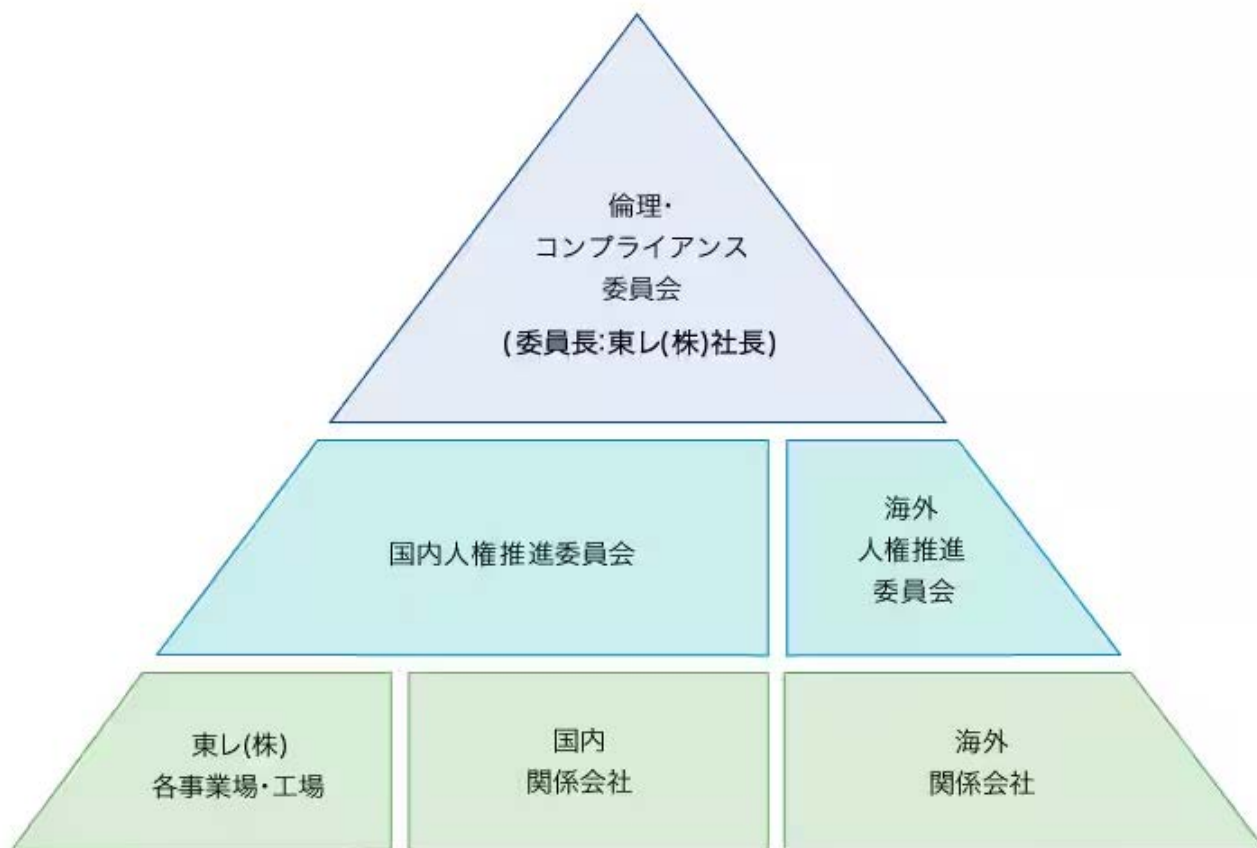 倫理・
コンプライアンス
委員会
(委員長:東レ(株)社長)
国内人権推進委員会
海外
人権推進
委員会
東レ(株)
各事業場・工場
国内
関係会社
海外
関係会社